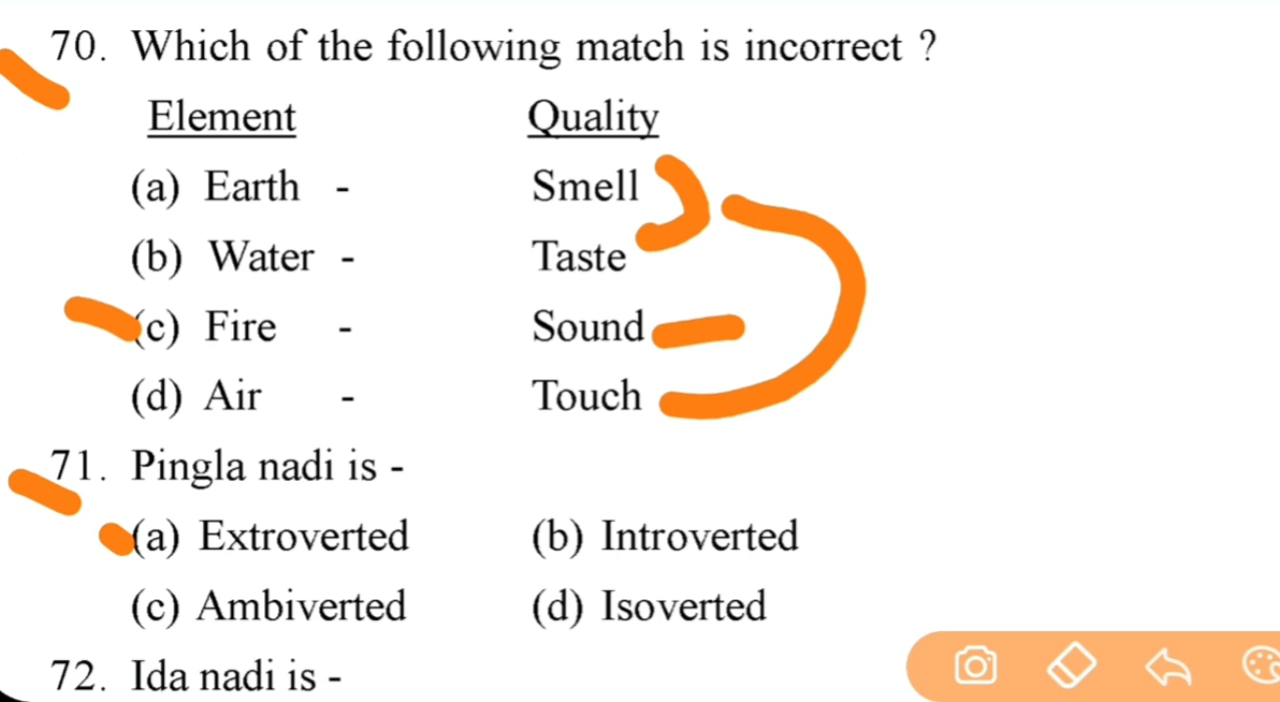 70. Which of the following match is incorrect ?
Element Quality
(a) Earth - Smell
(b) Water - Taste
(c) Fire - Sound
(d) Air - Touch
71. Pingla nadi is -
(a) Extroverted (b) Introverted
(c) Ambiverted (d) Isoverted
72. Ida nadi is -